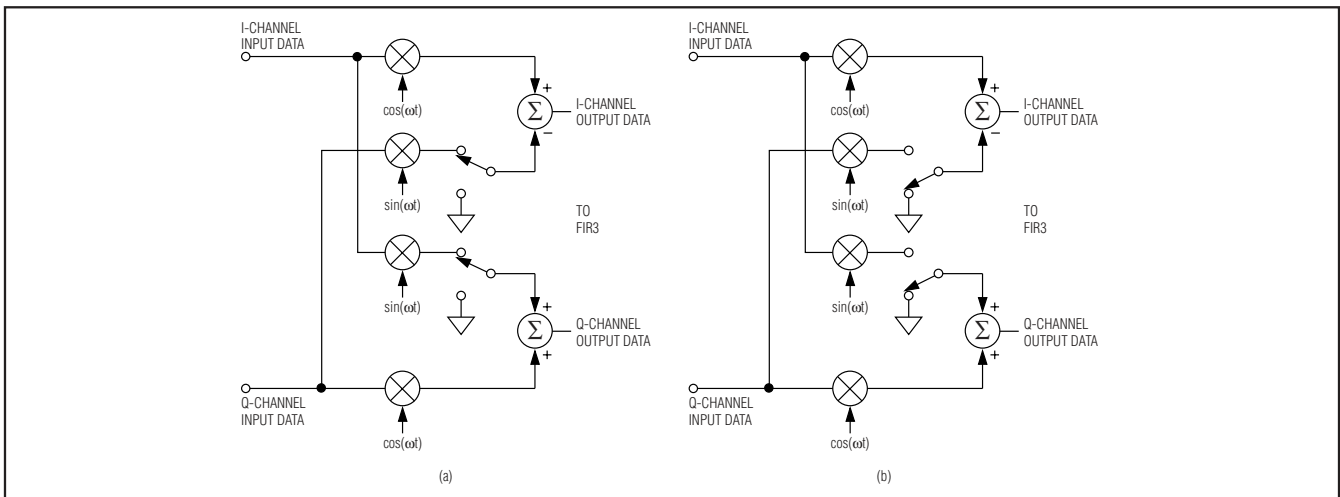 I-CHANNEL
INPUT DATA
cos(ωt)
+
Σ
−
I-CHANNEL
OUTPUT DATA
sin(ωt)
TO
FIR3
sin(ωt)
+
Σ
+
Q-CHANNEL
OUTPUT DATA
Q-CHANNEL
INPUT DATA
cos(ωt)
(a)
I-CHANNEL
INPUT DATA
cos(ωt)
+
Σ
−
I-CHANNEL
OUTPUT DATA
sin(ωt)
TO
FIR3
sin(ωt)
+
Σ
+
Q-CHANNEL
OUTPUT DATA
Q-CHANNEL
INPUT DATA
cos(ωt)
(b)